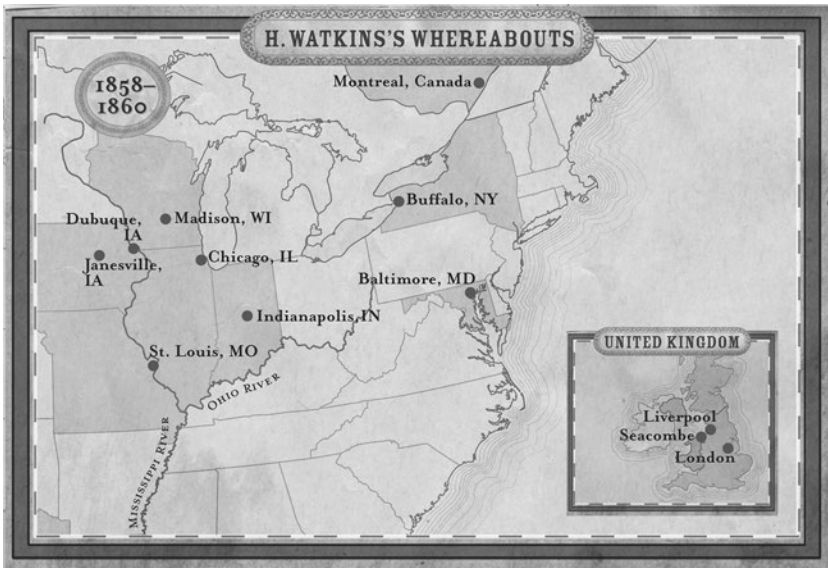 H. WATKINS'S WHEREABOUTS
1858–
1860
Montreal, Canada
Buffalo, NY
Dubuque,
IA
Madison, WI
Janesville,
IA
Chicago, IL
Baltimore, MD
Indianapolis, IN
St. Louis, MO
OHIO RIVER
MISSISSIPPI RIVER
UNITED KINGDOM
Liverpool
Seacombe
London